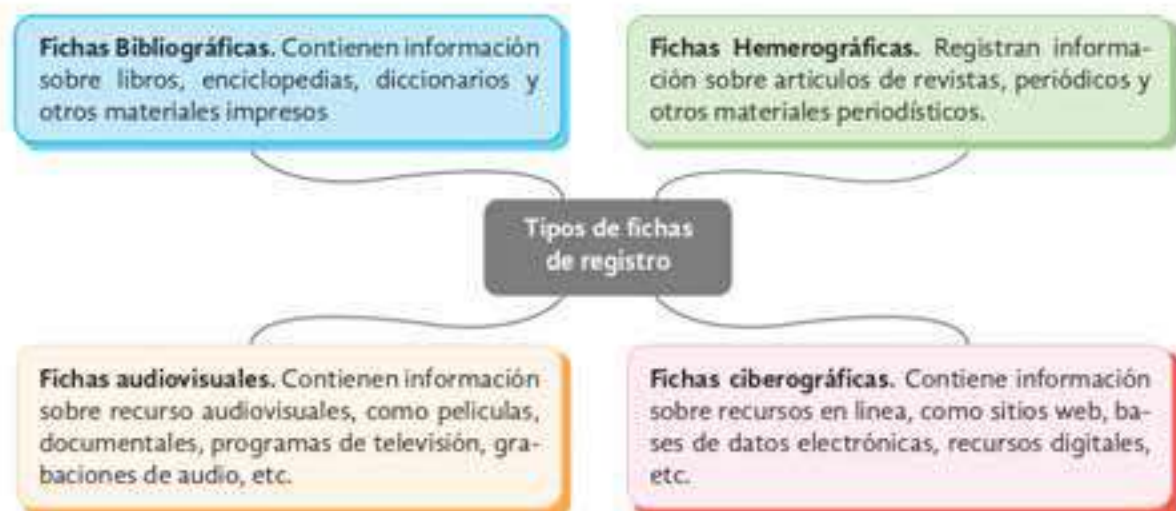 Fichas Bibliográficas. Contienen información
sobre libros, enciclopedias, diccionarios y
otros materiales impresos
Fichas Hemerográficas. Registran informa-
ción sobre artículos de revistas, periódicos y
otros materiales periodísticos.
Tipos de fichas
de registro
Fichas audiovisuales. Contienen información
sobre recurso audiovisuales, como películas,
documentales, programas de televisión, gra-
baciones de audio, etc.
Fichas ciberográficas. Contiene información
sobre recursos en línea, como sitios web, ba-
ses de datos electrónicas, recursos digitales,
etc.